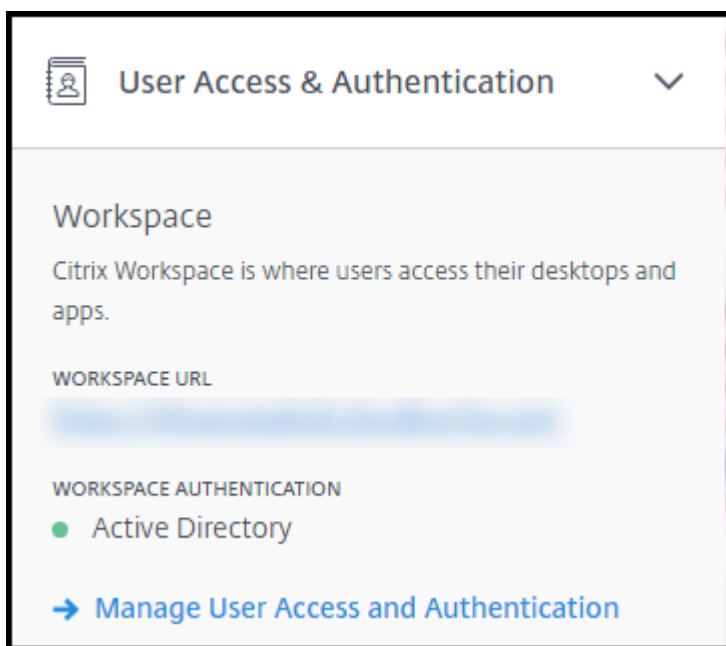 User Access & Authentication
Workspace
Citrix Workspace is where users access their desktops and
apps.
WORKSPACE URL
WORKSPACE AUTHENTICATION
Active Directory
Manage User Access and Authentication